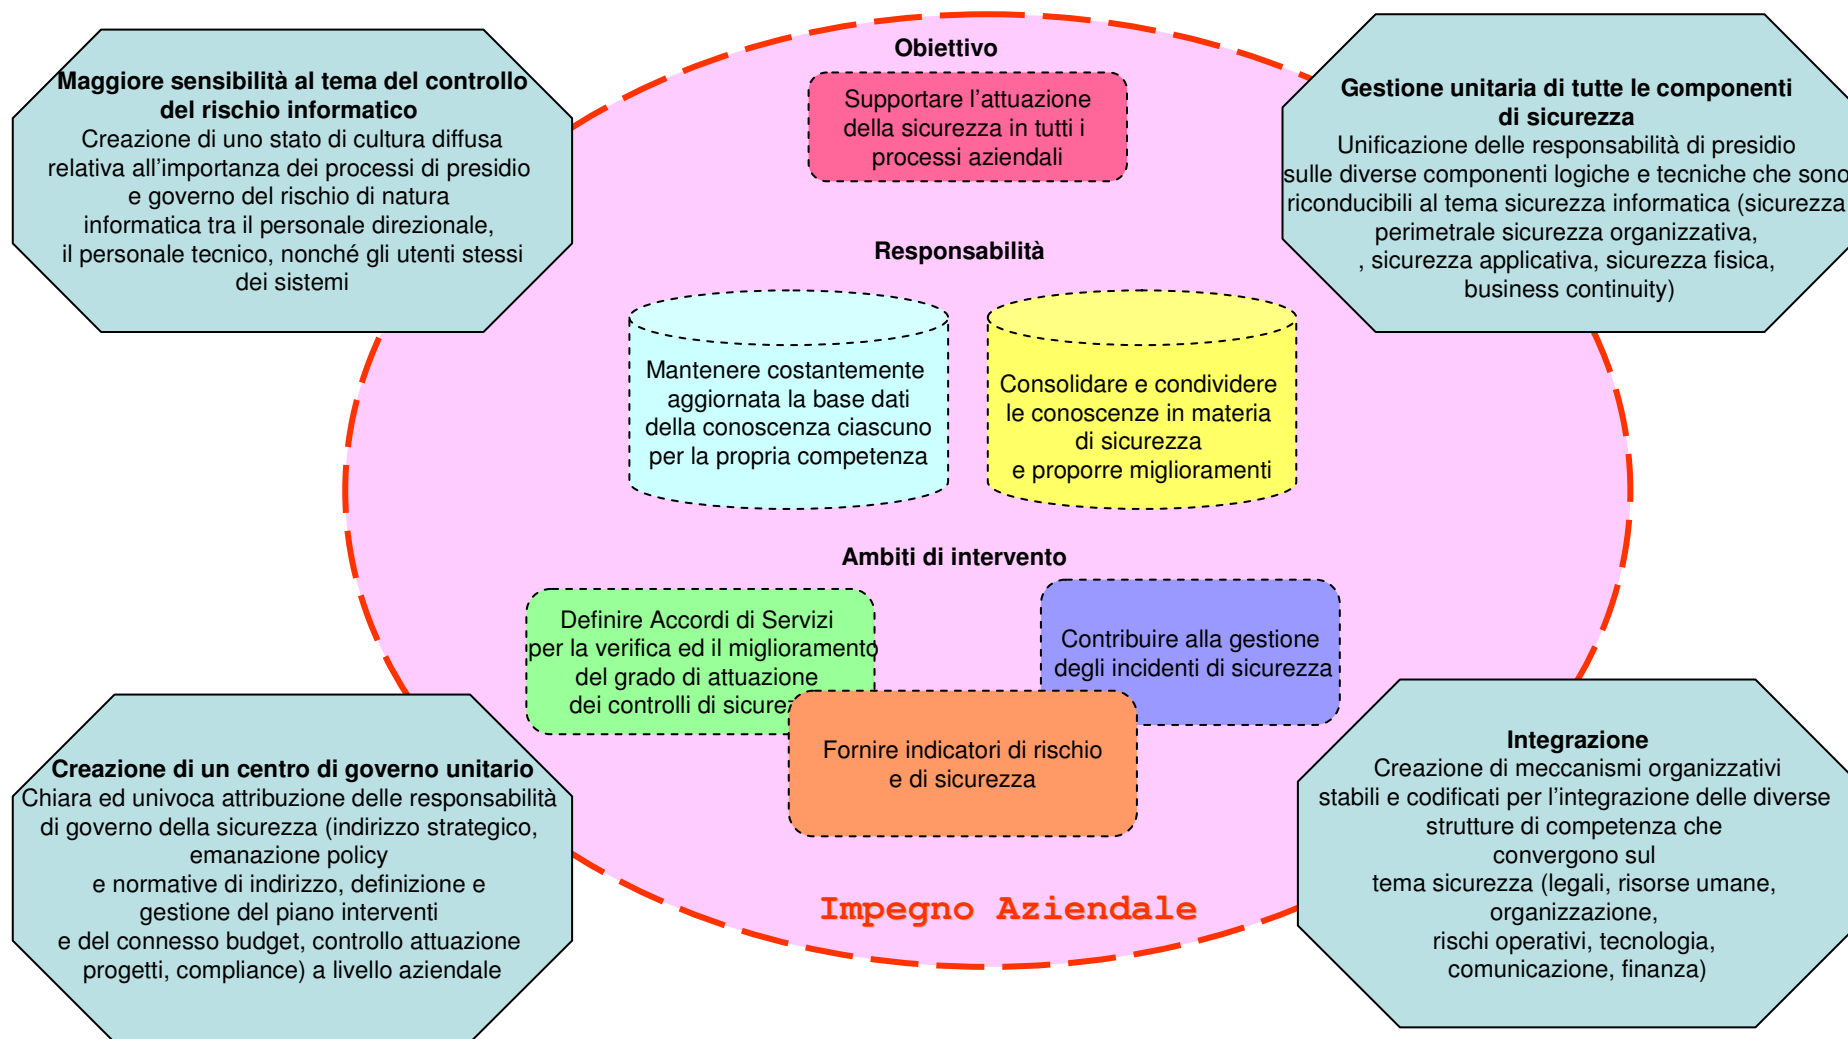 Maggiore sensibilità al tema del controllo
del rischio informatico
Creazione di uno stato di cultura diffusa
relativa all'importanza dei processi di presidio
e governo del rischio di natura
informatica tra il personale direzionale,
il personale tecnico, nonché gli utenti stessi
dei sistemi
Obiettivo
Supportare l'attuazione
della sicurezza in tutti i
processi aziendali
Gestione unitaria di tutte le componenti
di sicurezza
Unificazione delle responsabilità di presidio
sulle diverse componenti logiche e tecniche che sono
riconducibili al tema sicurezza informatica (sicurezza
perimetrale sicurezza organizzativa,
, sicurezza applicativa, sicurezza fisica,
business continuity)
Responsabilità
Mantenere costantemente
aggiornata la base dati
della conoscenza ciascuno
per la propria competenza
Consolidare e condividere
le conoscenze in materia
di sicurezza
e proporre miglioramenti
Ambiti di intervento
Definire Accordi di Servizi
per la verifica ed il miglioramento
del grado di attuazione
dei controlli di sicurez
Contribuire alla gestione
degli incidenti di sicurezza
Fornire indicatori di rischio
e di sicurezza
Creazione di un centro di governo unitario
Chiara ed univoca attribuzione delle responsabilità
di governo della sicurezza (indirizzo strategico,
emanazione policy
e normative di indirizzo, definizione e
gestione del piano interventi
e del connesso budget, controllo attuazione
progetti, compliance) a livello aziendale
Integrazione
Creazione di meccanismi organizzativi
stabili e codificati per l'integrazione delle diverse
strutture di competenza che
convergono sul
tema sicurezza (legali, risorse umane,
organizzazione,
rischi operativi, tecnologia,
comunicazione, finanza)
Impegno Aziendale